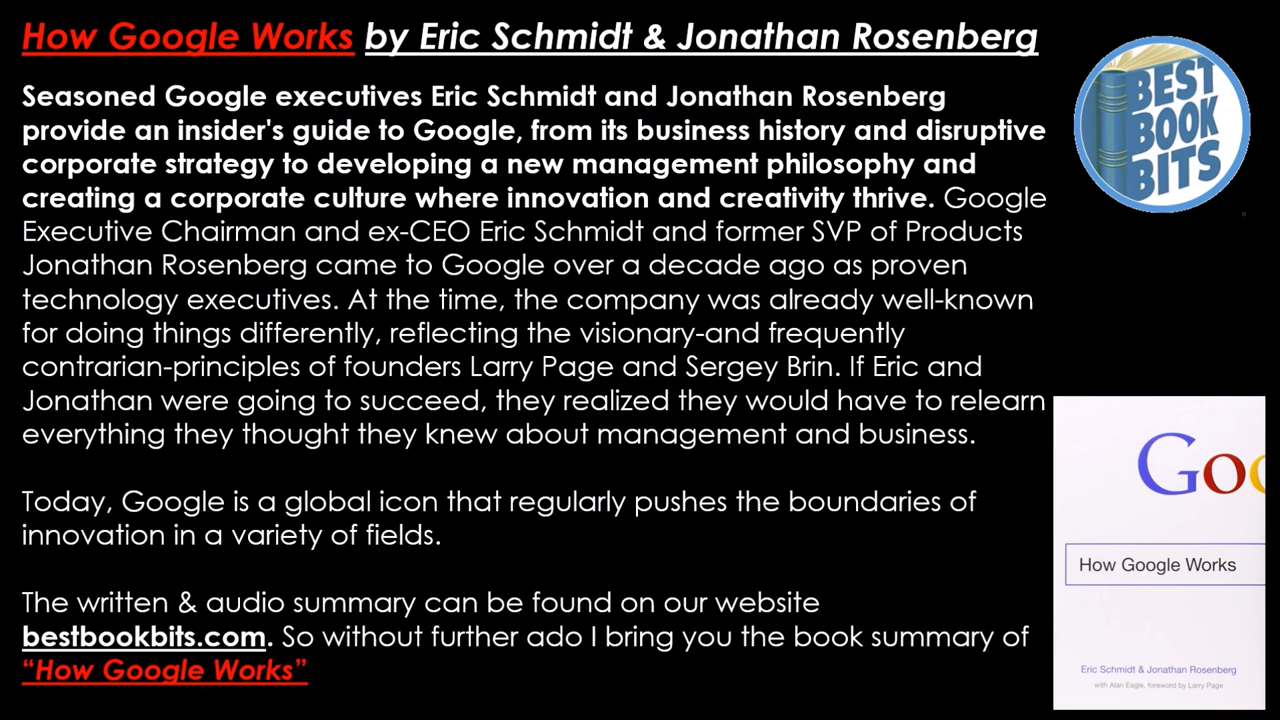 How Google Works by Eric Schmidt & Jonathan Rosenberg
Seasoned Google executives Eric Schmidt and Jonathan Rosenberg
provide an insider's guide to Google, from its business history and disruptive
corporate strategy to developing a new management philosophy and
creating a corporate culture where innovation and creativity thrive. Google
Executive Chairman and ex-CEO Eric Schmidt and former SVP of Products
Jonathan Rosenberg came to Google over a decade ago as proven
technology executives. At the time, the company was already well-known
for doing things differently, reflecting the visionary-and frequently
contrarian-principles of founders Larry Page and Sergey Brin. If Eric and
Jonathan were going to succeed, they realized they would have to relearn
everything they thought they knew about management and business.
Today, Google is a global icon that regularly pushes the boundaries of
innovation in a variety of fields.
The written & audio summary can be found on our website
bestbookbits.com. So without further ado I bring you the book summary of
“How Google Works”
BEST
BOOK
BITS
Goo
How Google Works
Eric Schmidt & Jonathan Rosenberg
with Alan Eagle, foreword by Larry Page